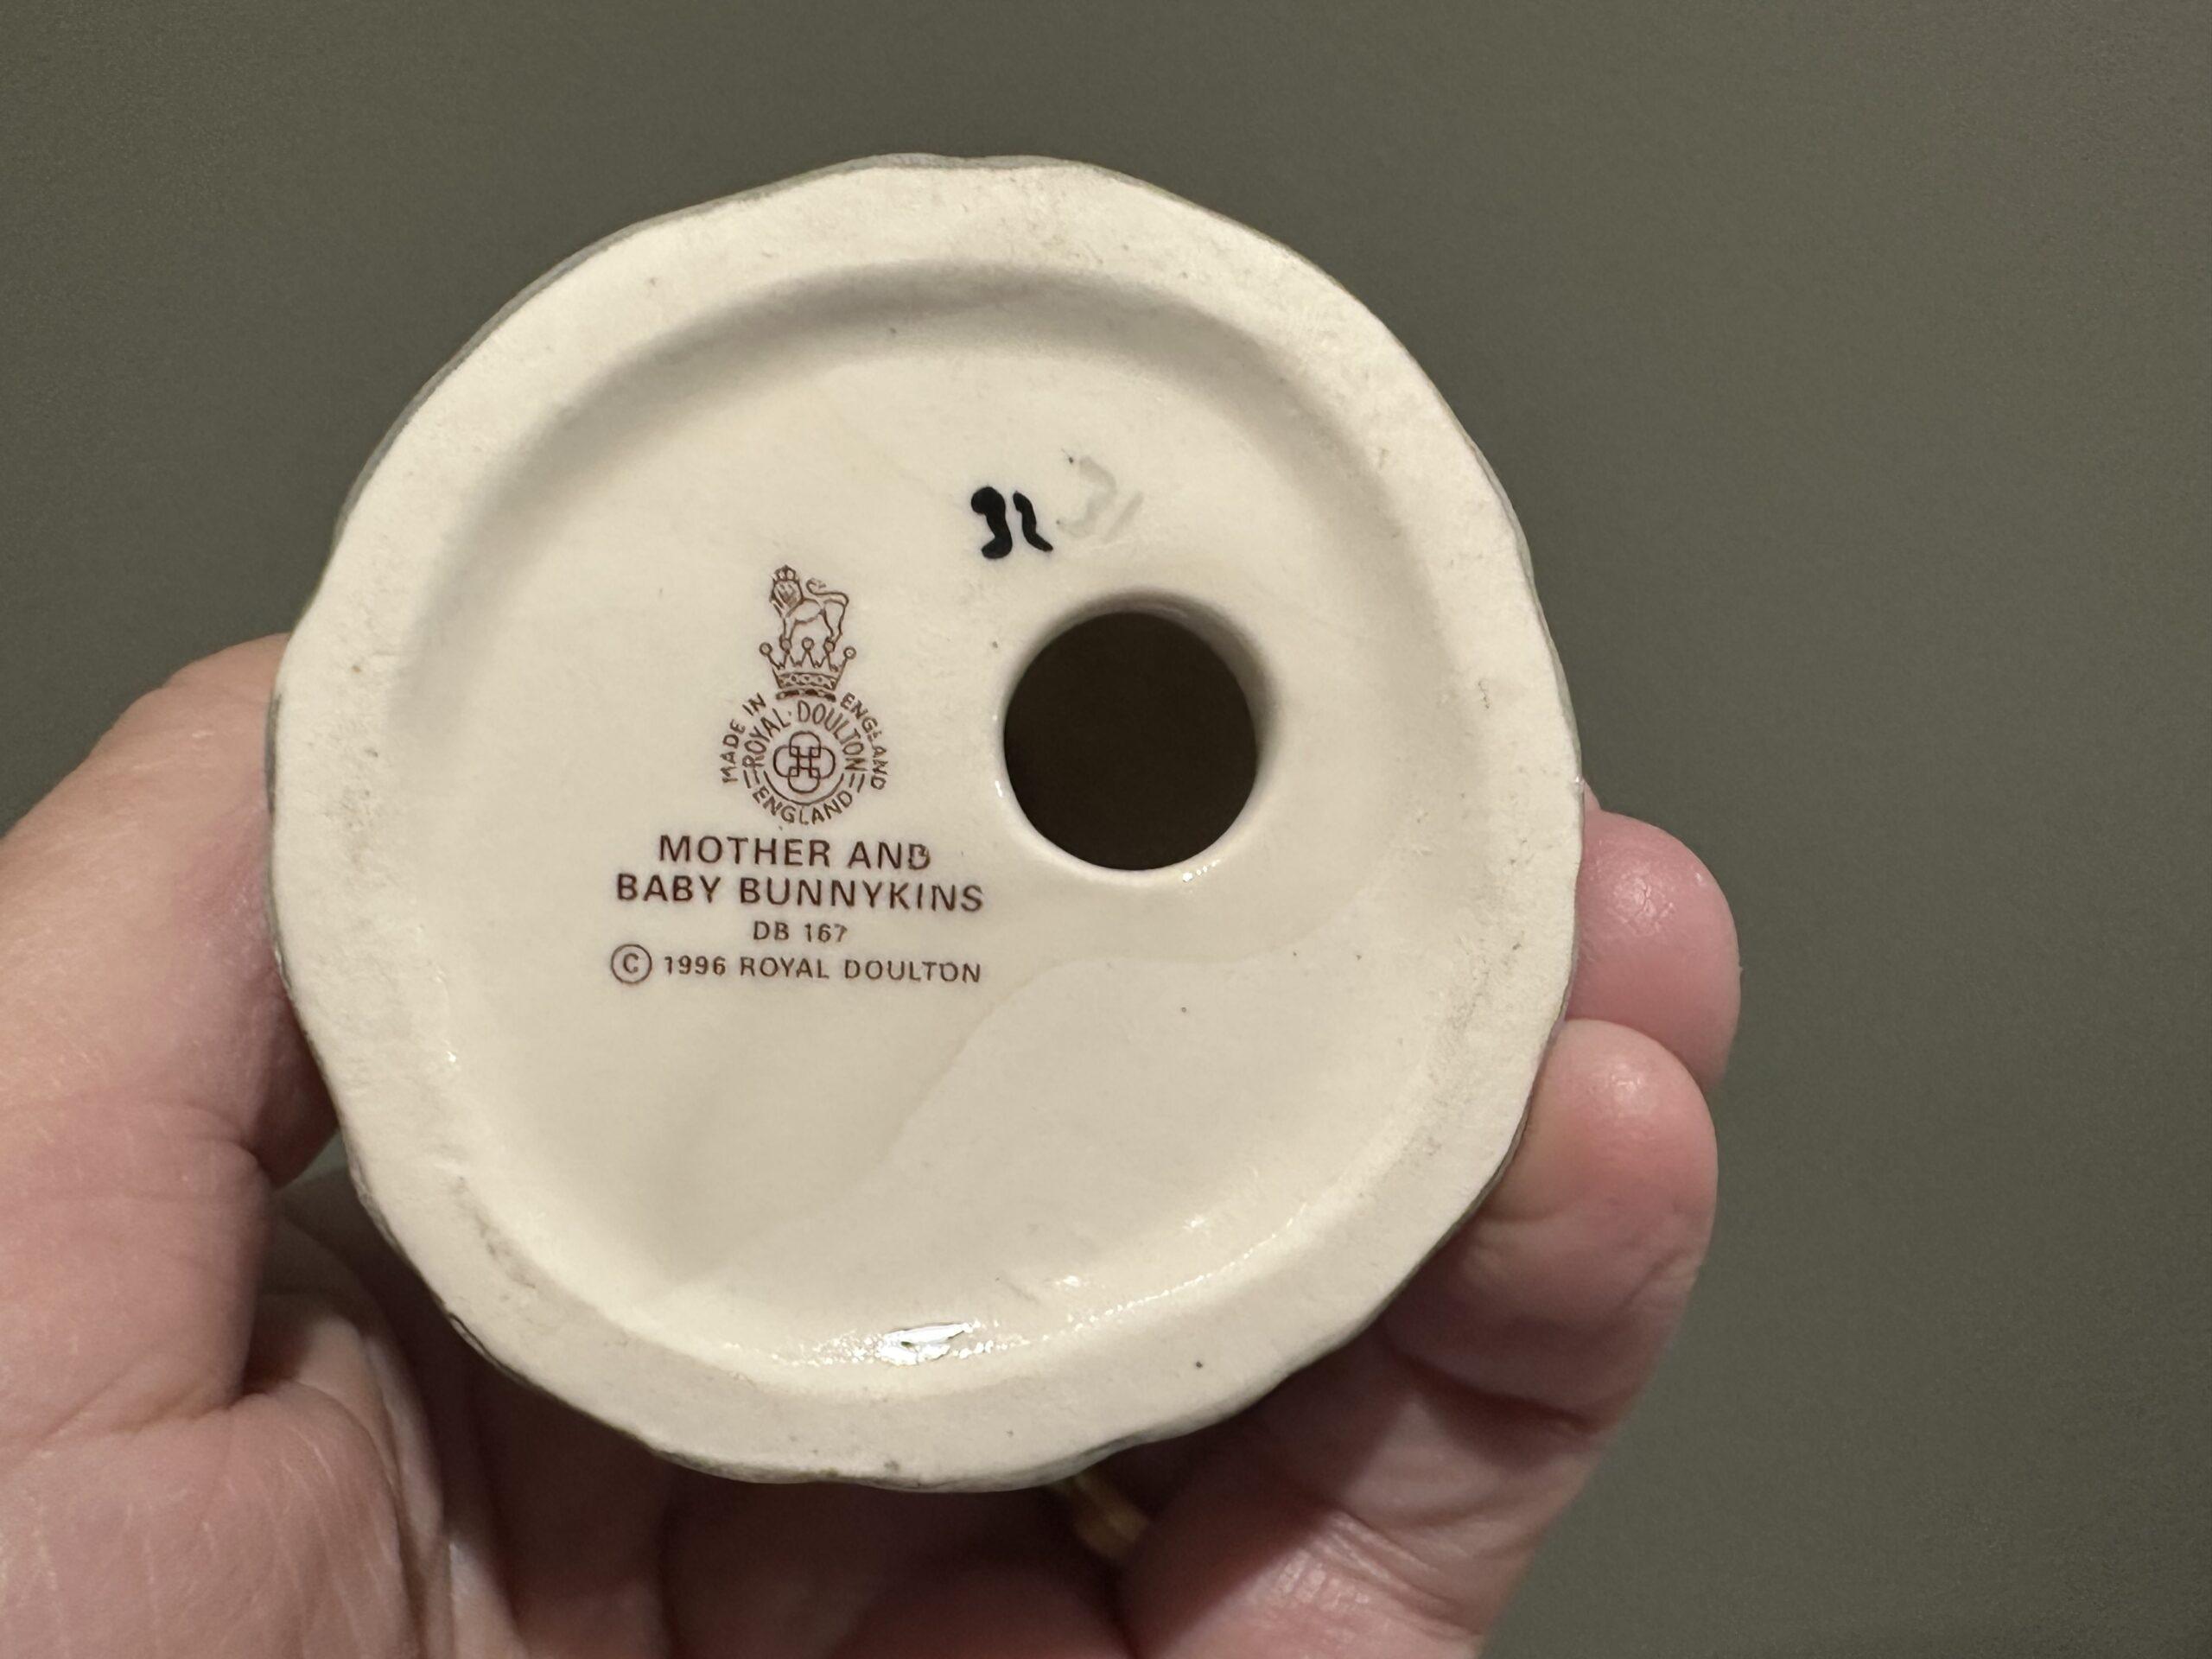 MADE IN ENGLAND
ROYAL·DOULTON
ENGLAND
MOTHER AND
BABY BUNNYKINS
DB 167
© 1996 ROYAL DOULTON